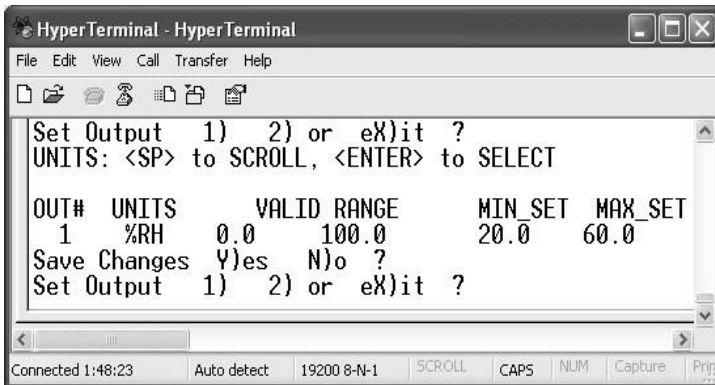 HyperTerminal - HyperTerminal
File Edit View Call Transfer Help
Set Output 1) 2) or eX)it ?
UNITS: <SP> to SCROLL, <ENTER> to SELECT
OUT# UNITS VALID RANGE MIN_SET MAX_SET
1 %RH 0.0 100.0 20.0 60.0
Save Changes Y)es N)o ?
Set Output 1) 2) or eX)it ?
Connected 1:48:23 Auto detect 19200 8-N-1 SCROLL CAPS NUM Capture